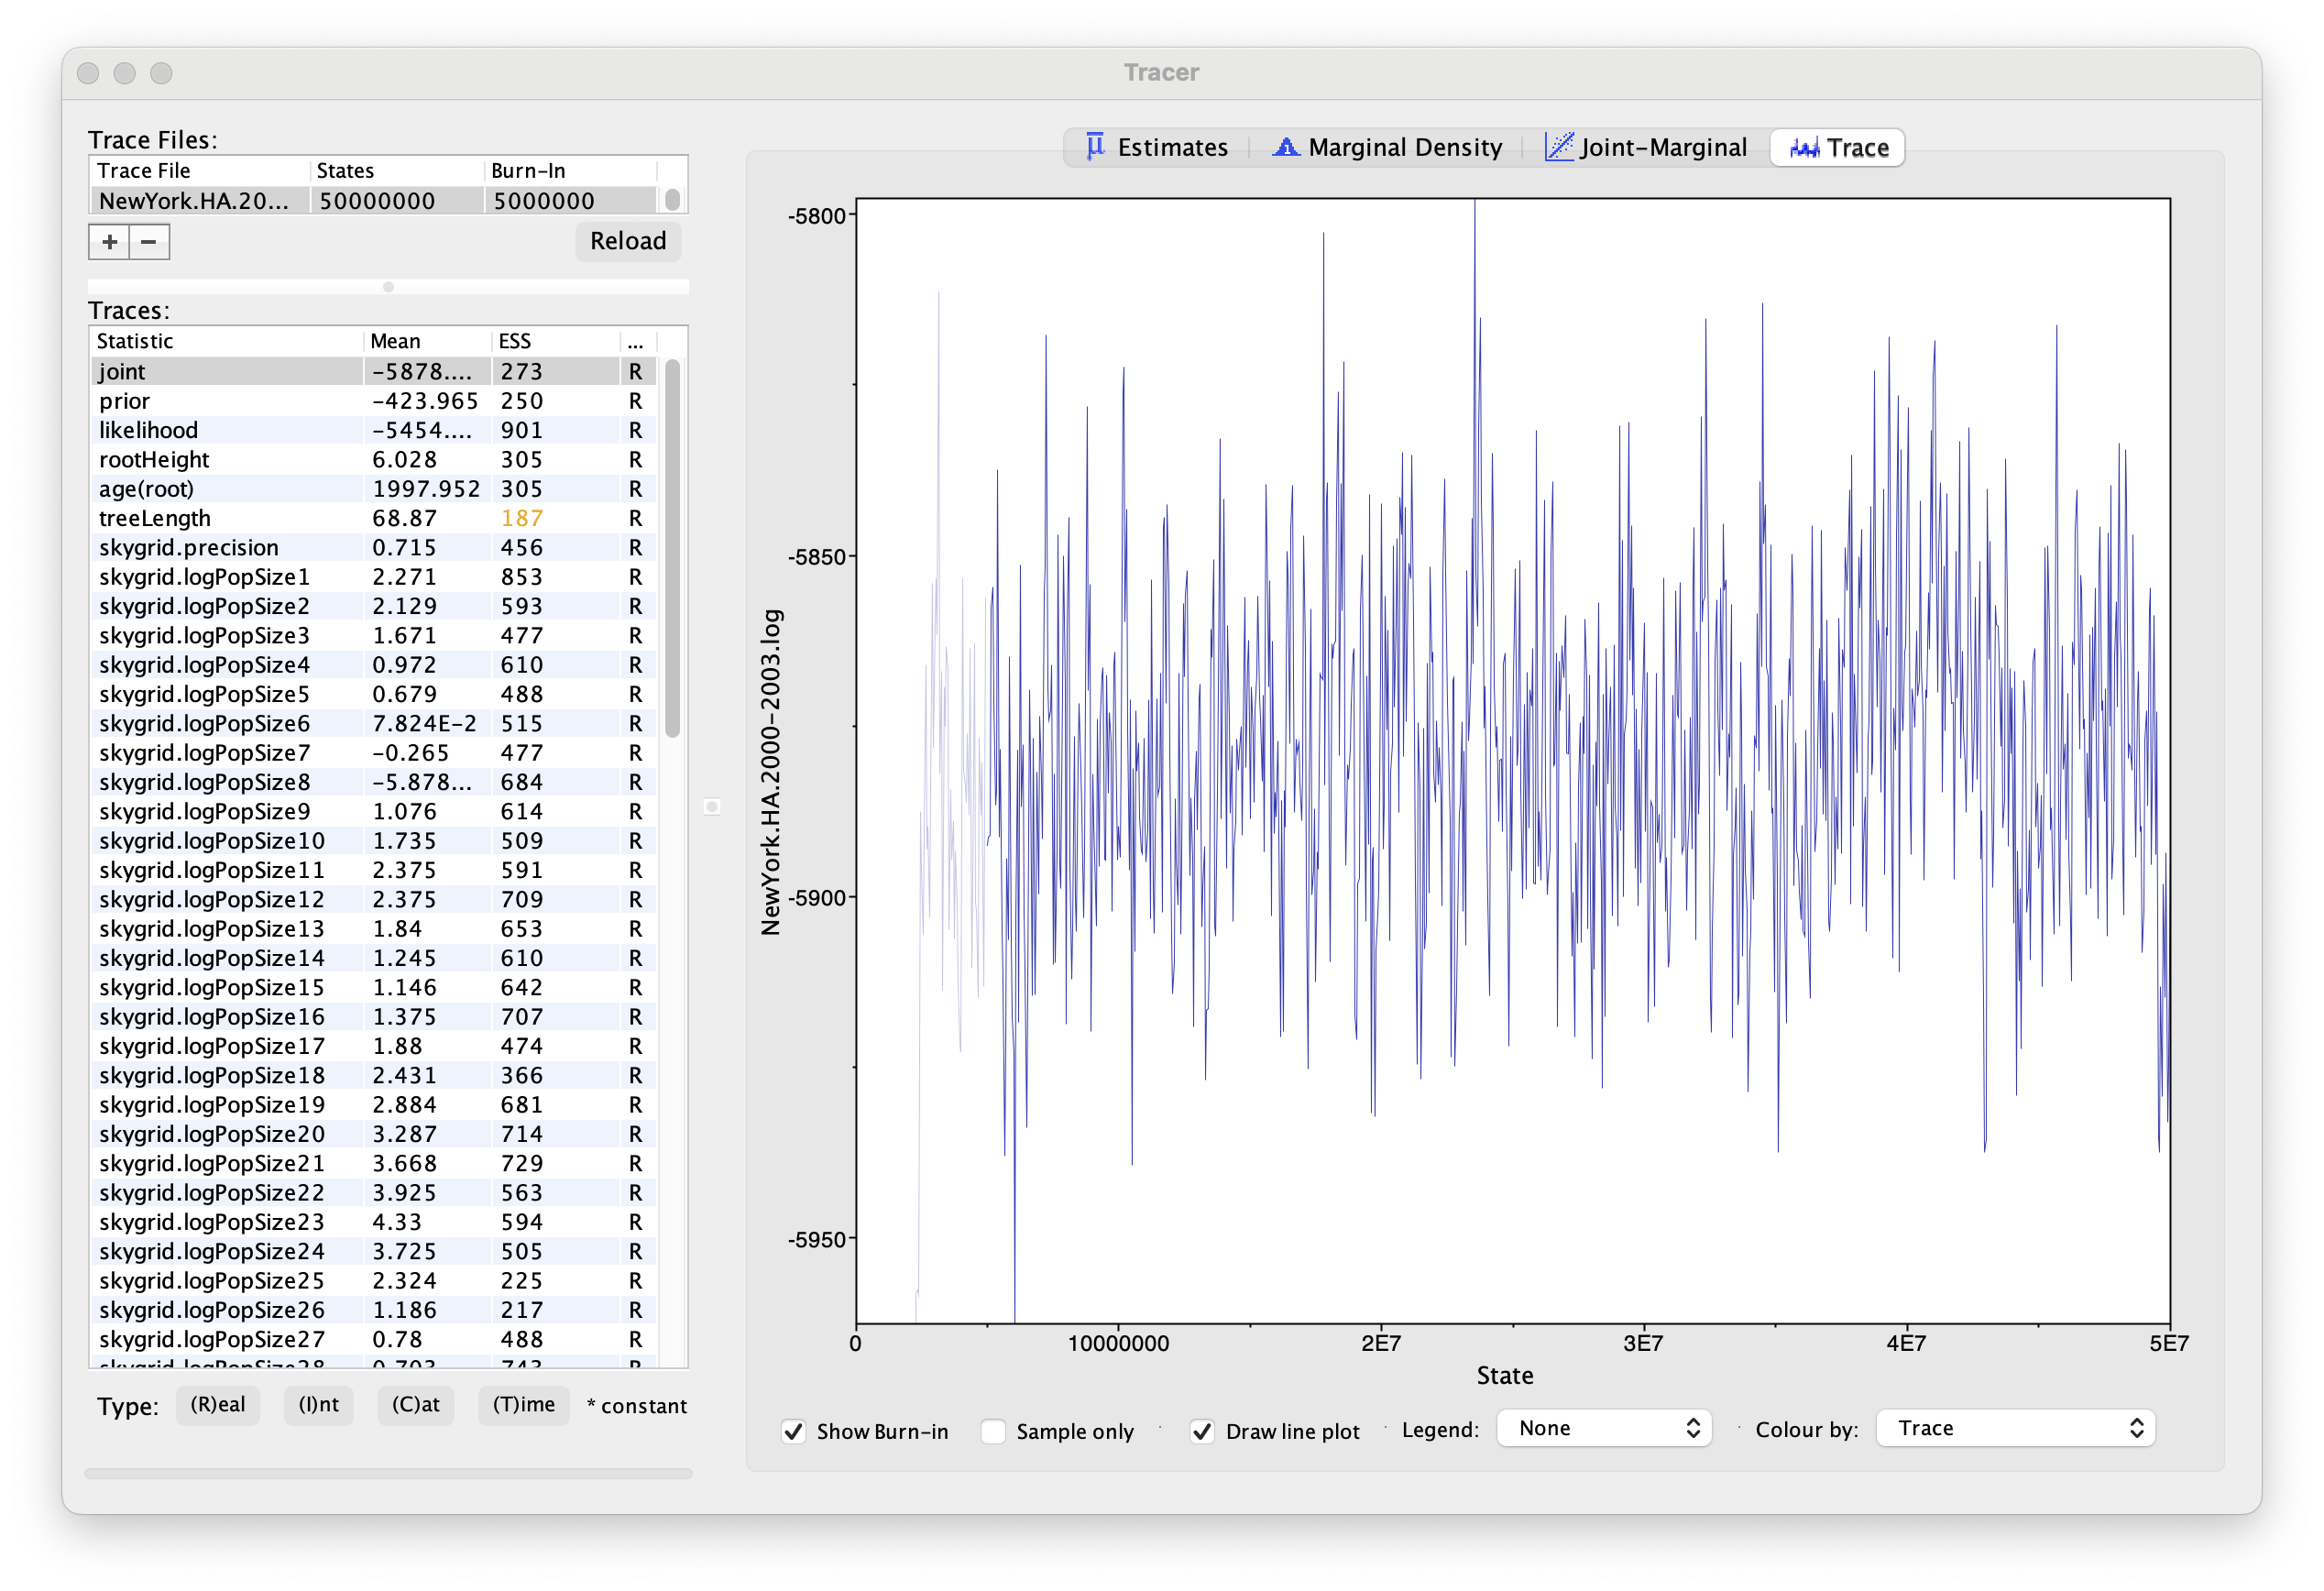 Tracer
Trace Files:
Trace File States Burn-In
NewYork.HA.20... 50000000 5000000
+ −
Reload
Traces:
Statistic Mean ESS ...
joint -5878.... 273 R
prior -423.965 250 R
likelihood -5454.... 901 R
rootHeight 6.028 305 R
age(root) 1997.952 305 R
treeLength 68.87 187 R
skygrid.precision 0.715 456 R
skygrid.logPopSize1 2.271 853 R
skygrid.logPopSize2 2.129 593 R
skygrid.logPopSize3 1.671 477 R
skygrid.logPopSize4 0.972 610 R
skygrid.logPopSize5 0.679 488 R
skygrid.logPopSize6 7.824E-2 515 R
skygrid.logPopSize7 -0.265 477 R
skygrid.logPopSize8 -5.878... 684 R
skygrid.logPopSize9 1.076 614 R
skygrid.logPopSize10 1.735 509 R
skygrid.logPopSize11 2.375 591 R
skygrid.logPopSize12 2.375 709 R
skygrid.logPopSize13 1.84 653 R
skygrid.logPopSize14 1.245 610 R
skygrid.logPopSize15 1.146 642 R
skygrid.logPopSize16 1.375 707 R
skygrid.logPopSize17 1.88 474 R
skygrid.logPopSize18 2.431 366 R
skygrid.logPopSize19 2.884 681 R
skygrid.logPopSize20 3.287 714 R
skygrid.logPopSize21 3.668 729 R
skygrid.logPopSize22 3.925 563 R
skygrid.logPopSize23 4.33 594 R
skygrid.logPopSize24 3.725 505 R
skygrid.logPopSize25 2.324 225 R
skygrid.logPopSize26 1.186 217 R
skygrid.logPopSize27 0.78 488 R
Type: (R)eal (I)nt (C)at (T)ime * constant
Estimates Marginal Density Joint-Marginal Trace
-5800
-5850
-5900
-5950
NewYork.HA.2000-2003.log
0 10000000 2E7 3E7 4E7 5E7
State
Show Burn-in Sample only Draw line plot Legend: None Colour by: Trace